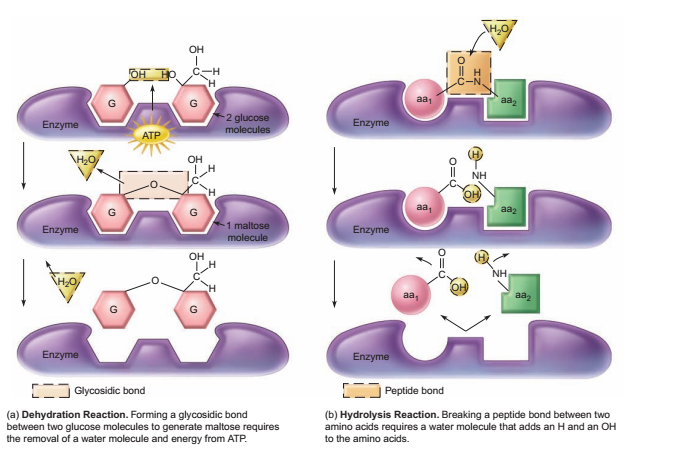 OH
OH
HO
C
H
H
G
G
2 glucose
molecules
Enzyme
ATP
H₂O
OH
H
C
H
O
G
G
1 maltose
molecule
Enzyme
H₂O
OH
H
C
H
O
G
G
Enzyme
Glycosidic bond
(a) Dehydration Reaction. Forming a glycosidic bond
between two glucose molecules to generate maltose requires
the removal of a water molecule and energy from ATP.
H₂O
O
H
C
N
aa₁
aa₂
Enzyme
H
O
NH
C
OH
aa₁
aa₂
Enzyme
O
H
C
NH
OH
aa₁
aa₂
Enzyme
Peptide bond
(b) Hydrolysis Reaction. Breaking a peptide bond between two
amino acids requires a water molecule that adds an H and an OH
to the amino acids.